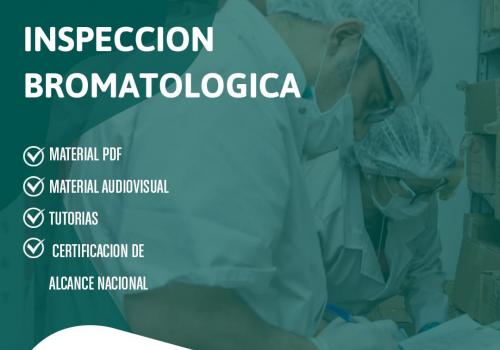 INSPECCION
BROMATOLOGICA
MATERIAL PDF
MATERIAL AUDIOVISUAL
TUTORIAS
CERTIFICACION DE
ALCANCE NACIONAL